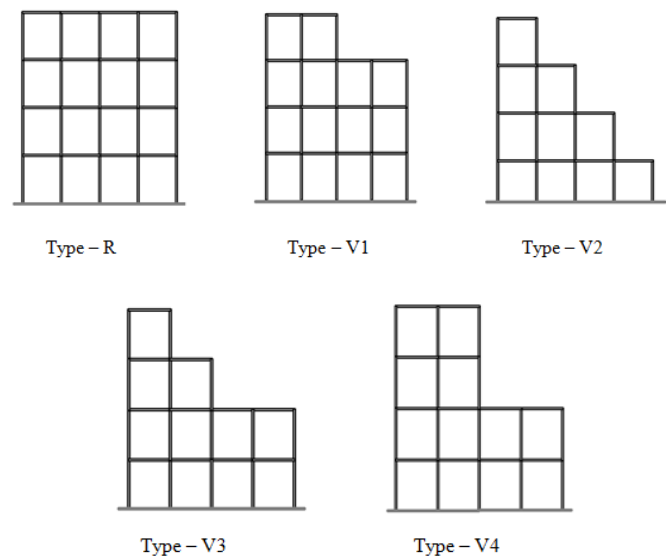 Type – R
Type – V1
Type – V2
Type – V3
Type – V4